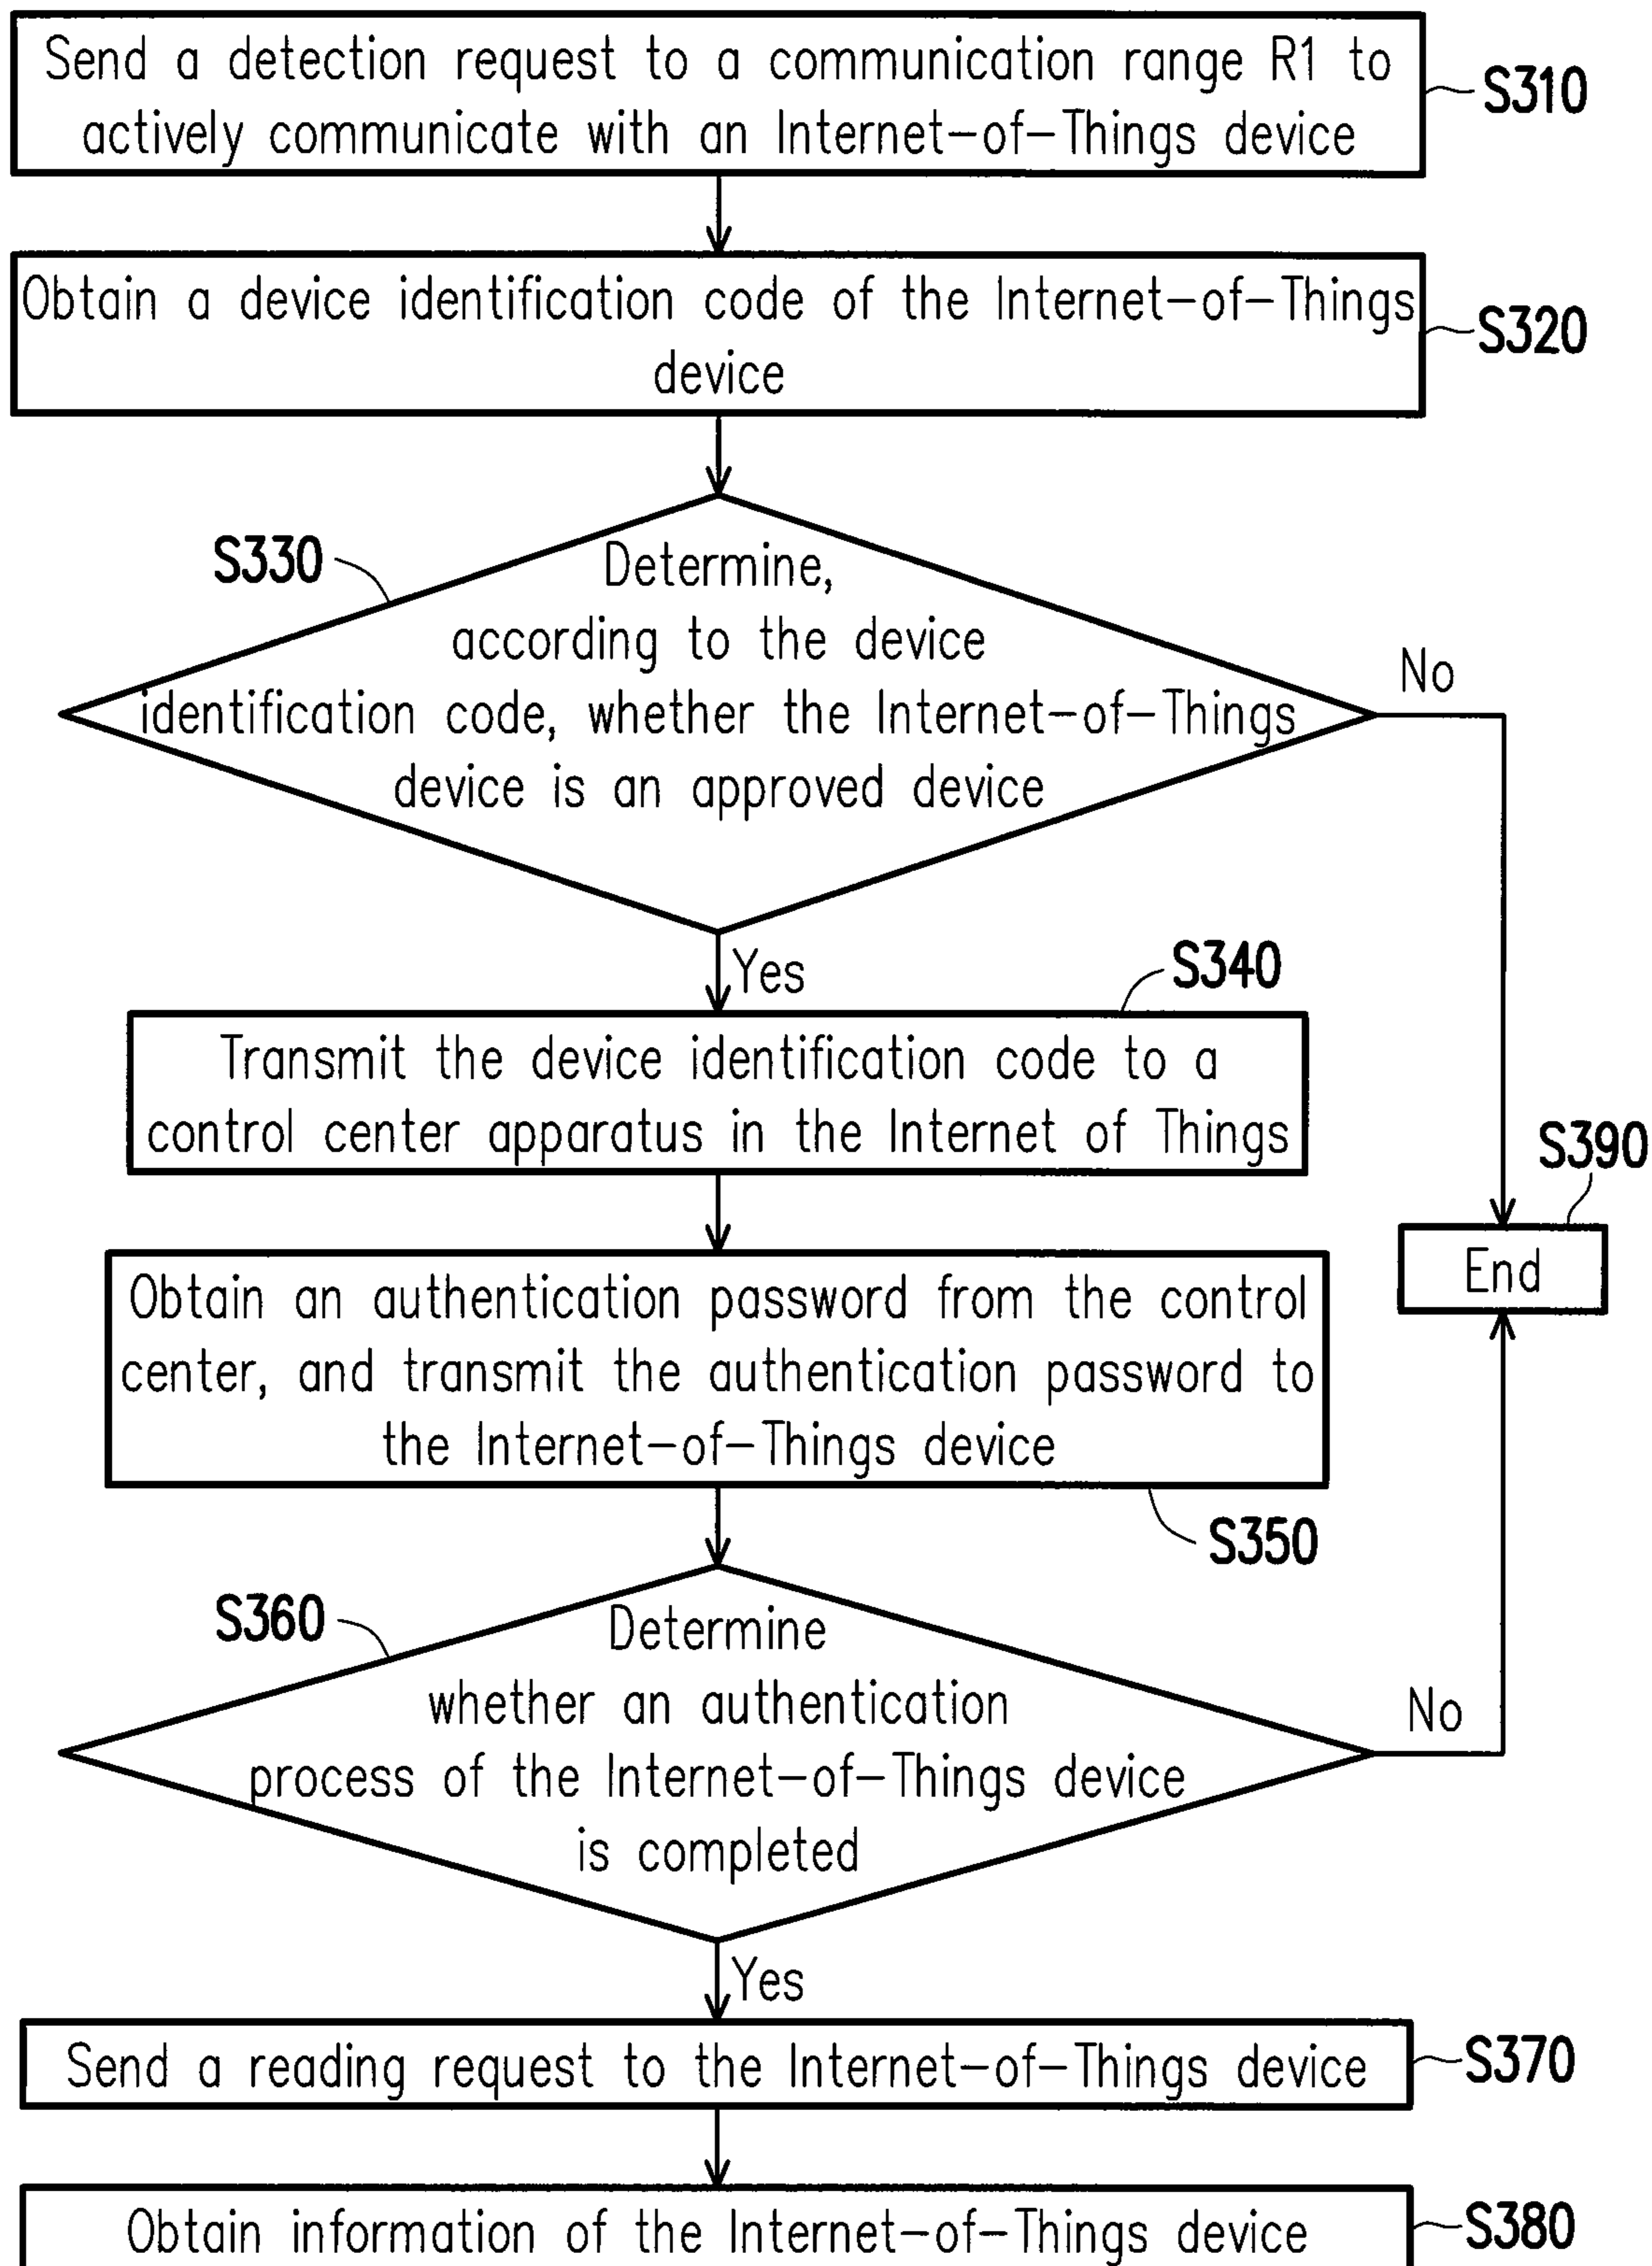 Send a detection request to a communication range R1 to
actively communicate with an Internet-of-Things device
S310
Obtain a device identification code of the Internet-of-Things
device
S320
S330
Determine,
according to the device
identification code, whether the Internet-of-Things
device is an approved device
No
Yes
S340
Transmit the device identification code to a
control center apparatus in the Internet of Things
S390
End
Obtain an authentication password from the control
center, and transmit the authentication password to
the Internet-of-Things device
S350
S360
Determine
whether an authentication
process of the Internet-of-Things device
is completed
No
Yes
Send a reading request to the Internet-of-Things device
S370
Obtain information of the Internet-of-Things device
S380